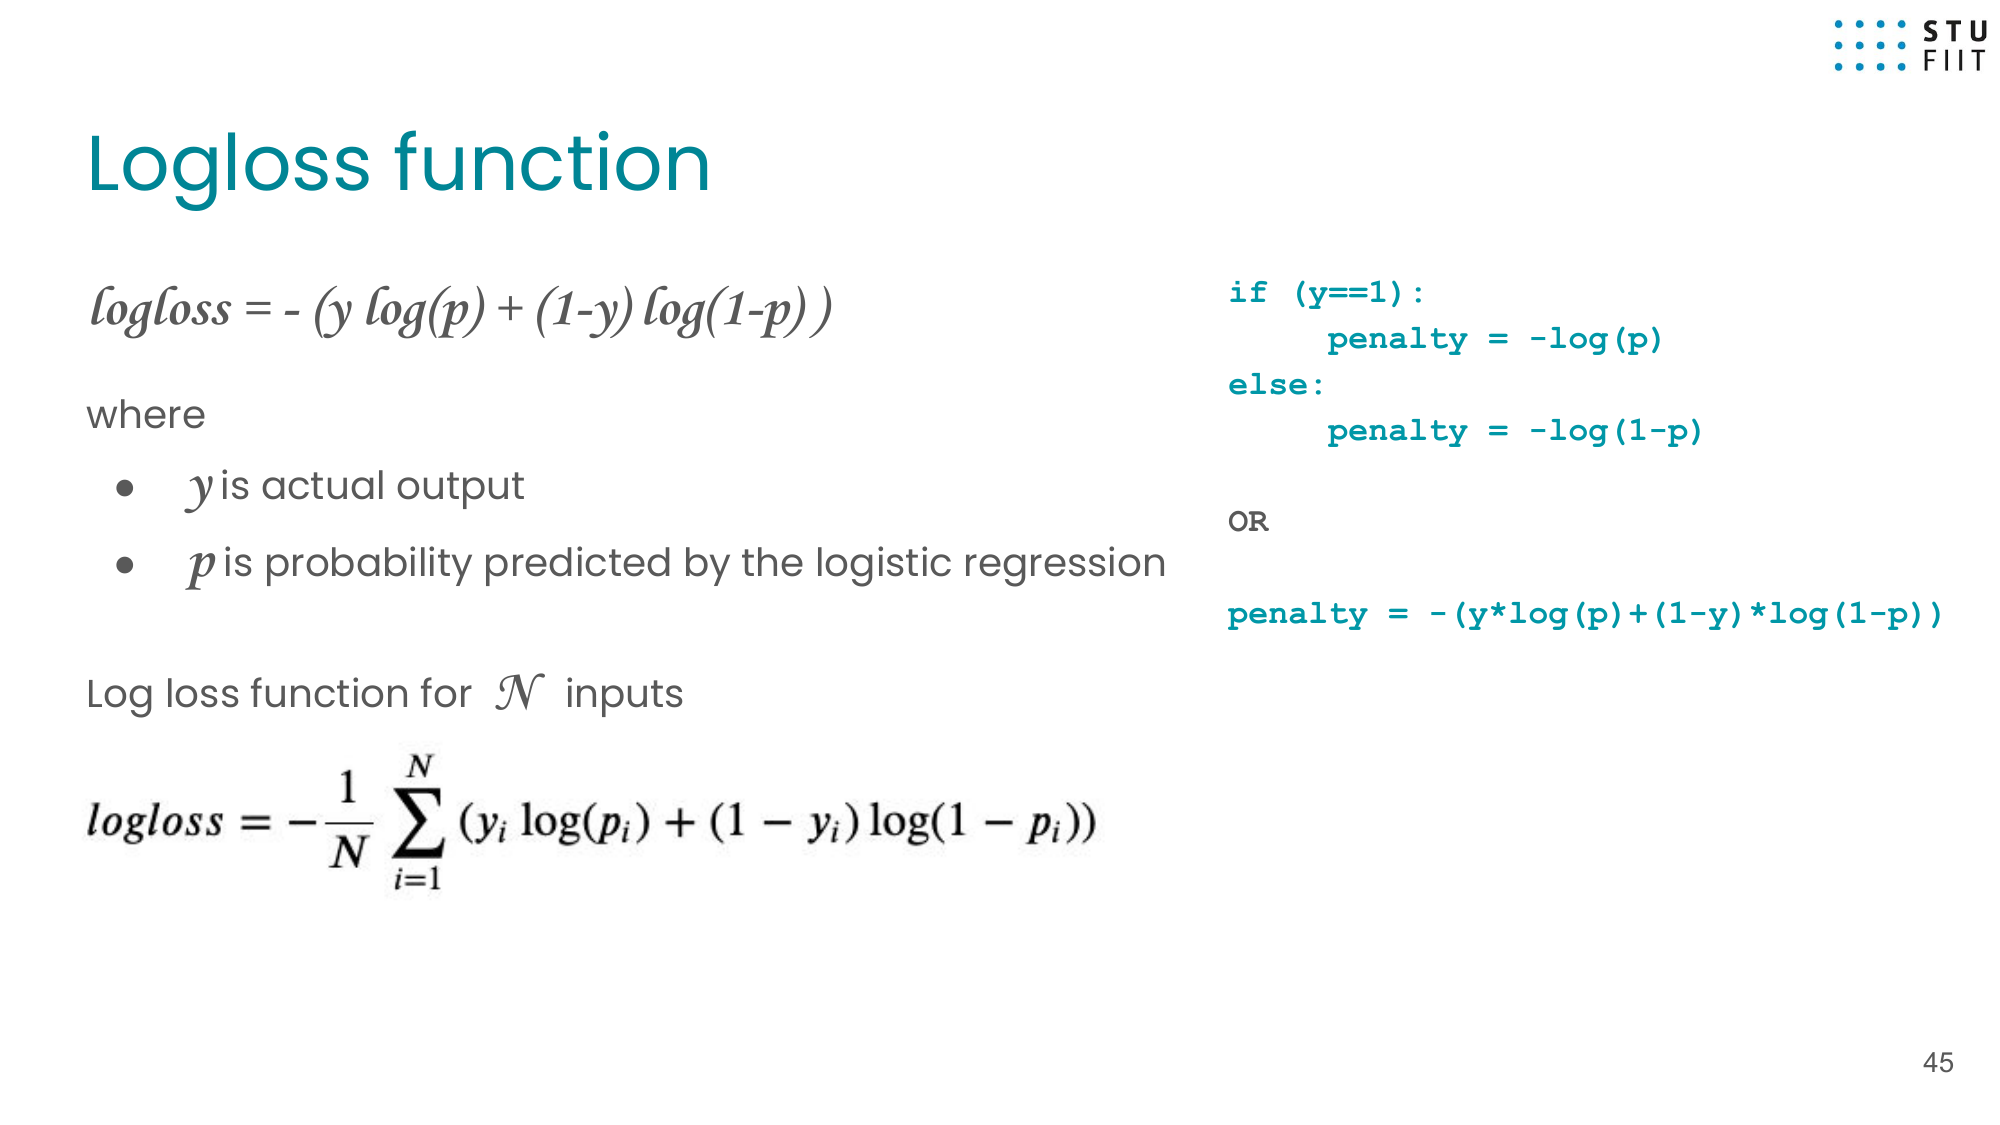 STU
FIIT
Logloss function
logloss = - (y log(p) + (1-y) log(1-p) )
where
● y is actual output
● p is probability predicted by the logistic regression
Log loss function for N inputs
logloss = −\frac{1}{N} \sum_{i=1}^{N} (y_i log(p_i) + (1 − y_i) log(1 − p_i))
if (y==1):
penalty = -log(p)
else:
penalty = -log(1-p)
OR
penalty = -(y*log(p)+(1-y)*log(1-p))
45